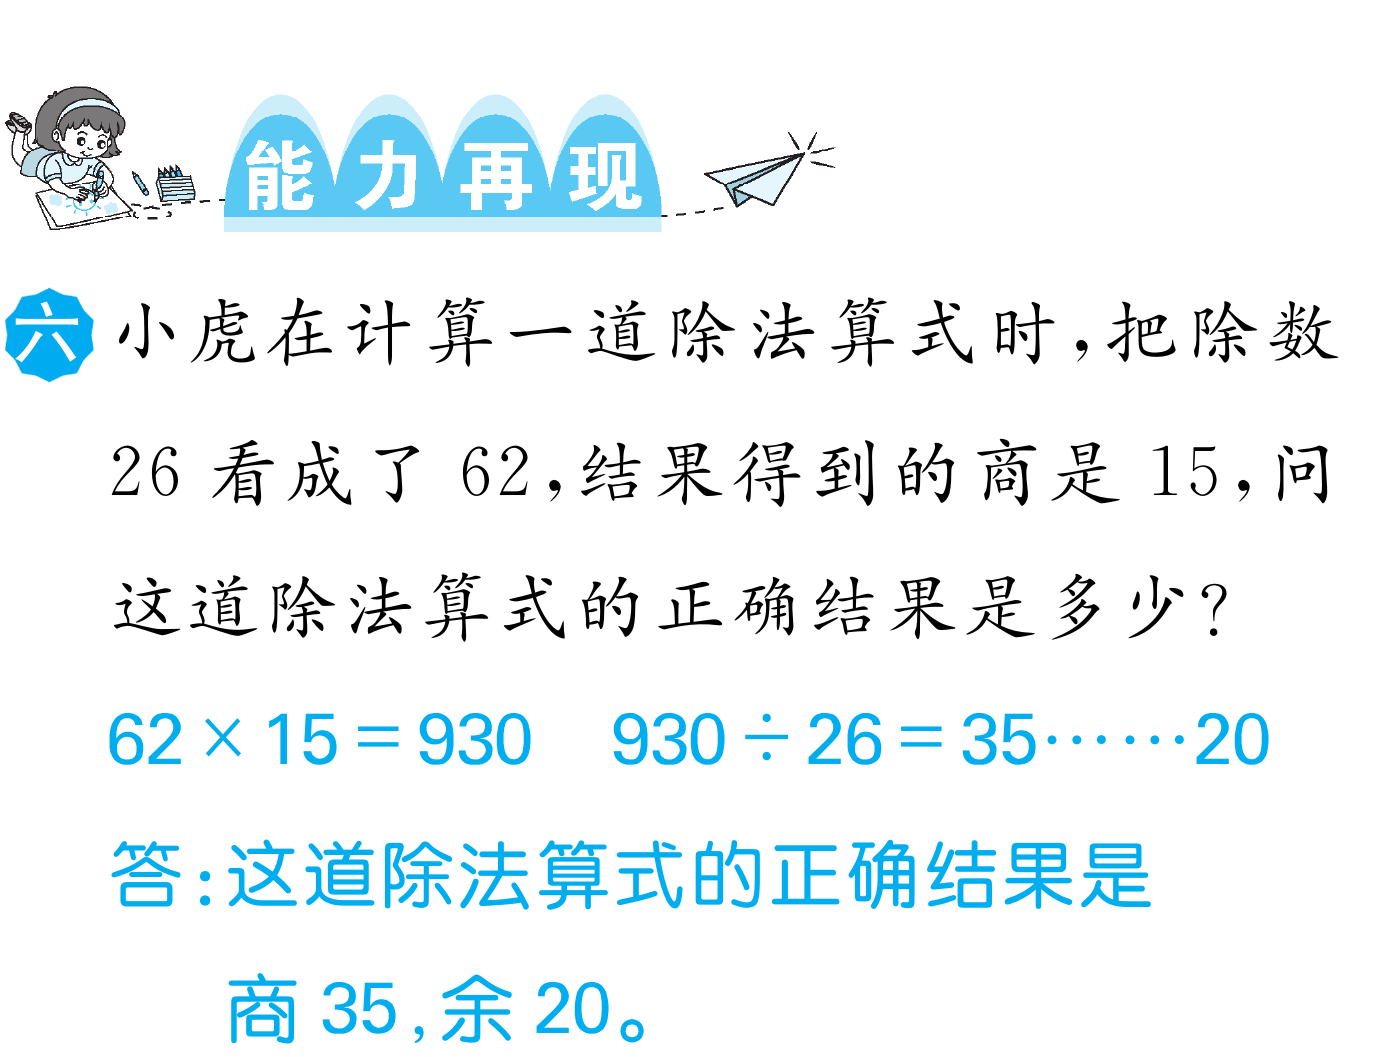 能力再现
六 小虎在计算一道除法算式时,把除数
26 看成了 62,结果得到的商是 15,问
这道除法算式的正确结果是多少?
62×15=930 930÷26=35……20
答:这道除法算式的正确结果是
商 35,余 20。